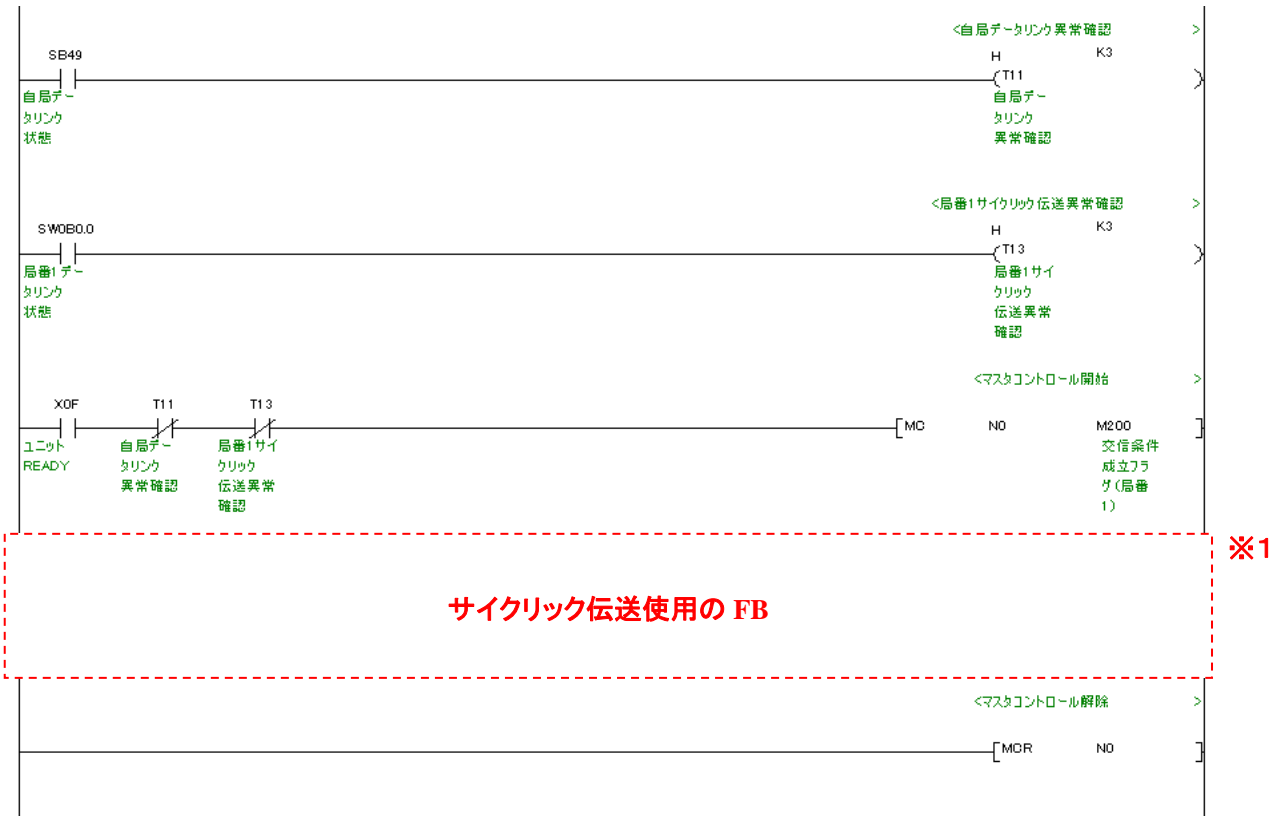 <自局データリンク異常確認 >
SB49
H K3
T11
自局デー
タリンク
状態
自局デー
タリンク
異常確認
<局番1サイクリック伝送異常確認 >
SW0B0.0
H K3
T13
局番1デー
タリンク
状態
局番1サイ
クリック
伝送異常
確認
<マスタコントロール開始 >
X0F T11 T13
MC N0 M200
ユニット
READY
自局デー
タリンク
異常確認
局番1サイ
クリック
伝送異常
確認
交信条件
成立フラ
グ(局番
1)
※1
サイクリック伝送使用の FB
<マスタコントロール解除 >
MCR N0